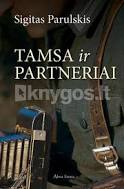 Sigitas Parulskis
TAMSA ir
PARTNERIAI
knygos.lt
Alma littera